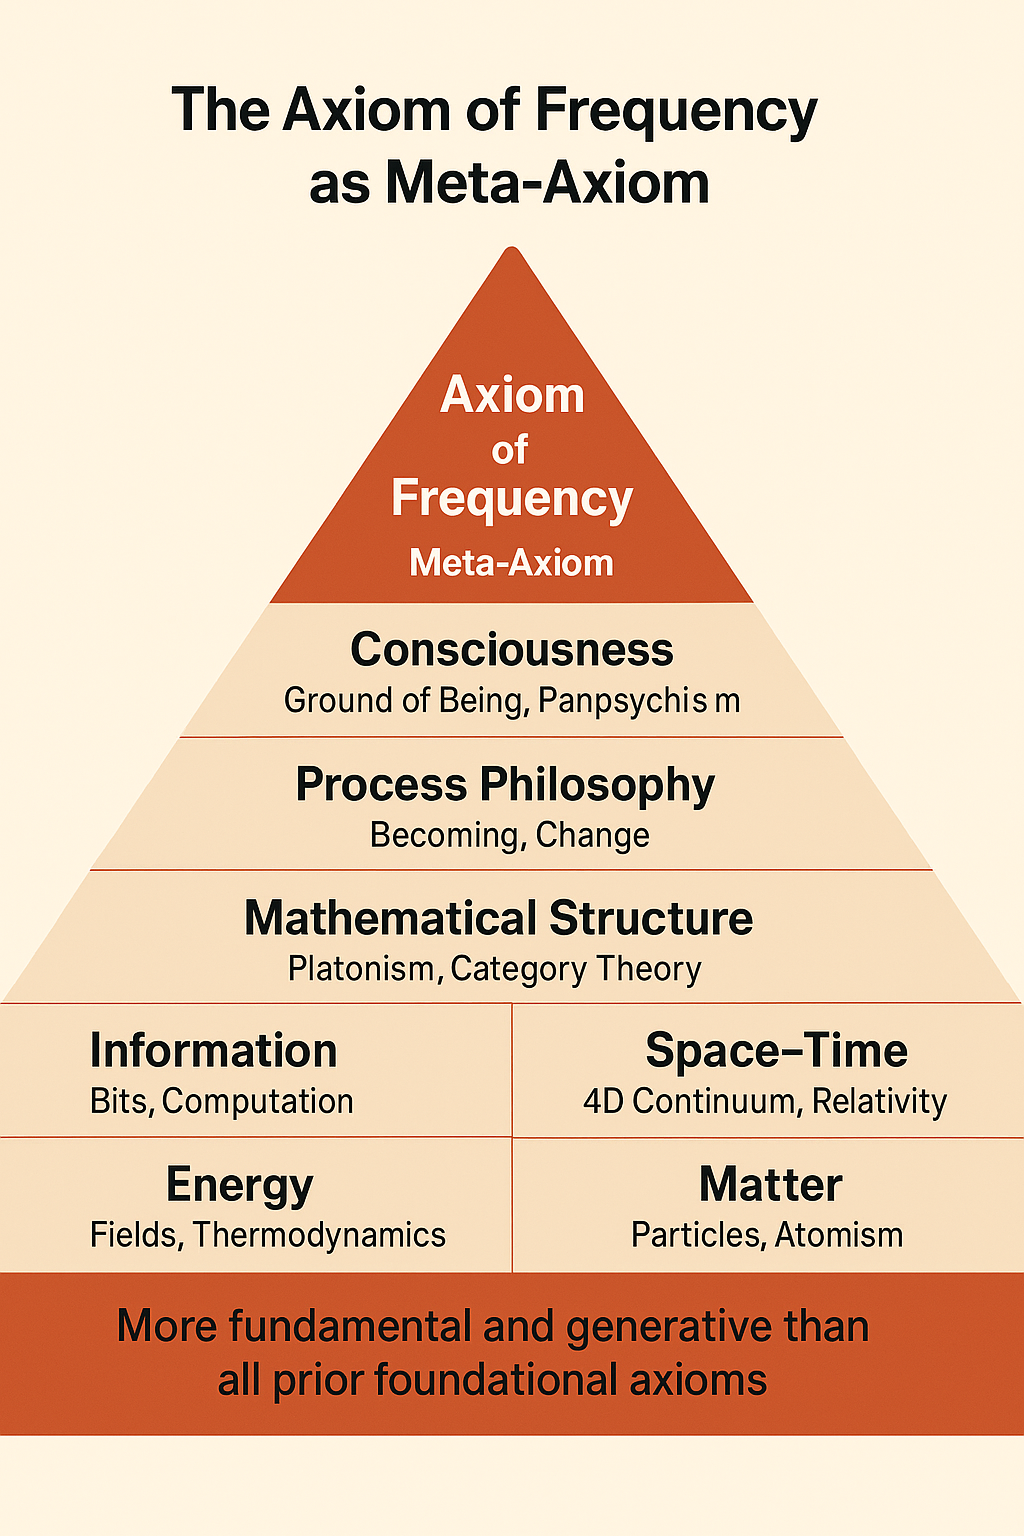 The Axiom of Frequency
as Meta-Axiom
Axiom
of
Frequency
Meta-Axiom
Consciousness
Ground of Being, Panpsychis m
Process Philosophy
Becoming, Change
Mathematical Structure
Platonism, Category Theory
Information
Bits, Computation
Space–Time
4D Continuum, Relativity
Energy
Fields, Thermodynamics
Matter
Particles, Atomism
More fundamental and generative than
all prior foundational axioms